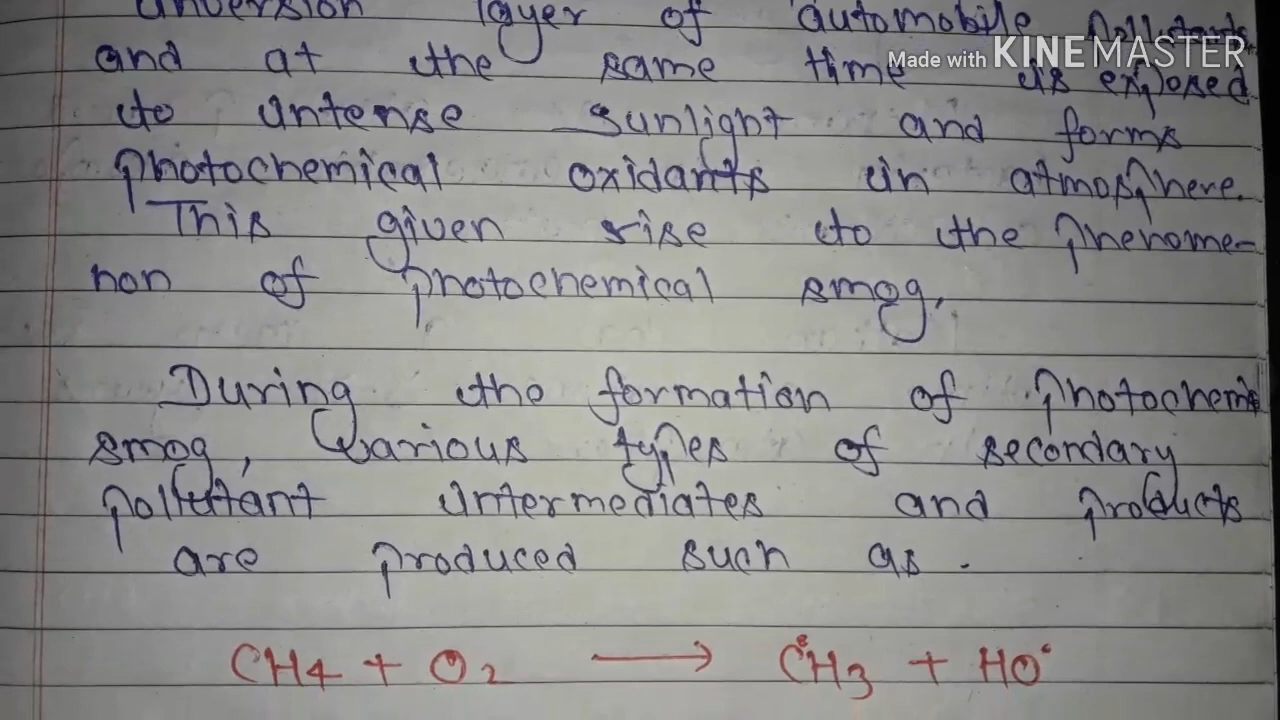 inversion layer of automobile pollutants
Made with KINEMASTER
and at the same time is exposed
to intense sunlight and forms
photochemical oxidants in atmosphere.
This given rise to the phenome-
non of photochemical smog,
During the formation of photochemi
smog, various types of secondary
pollutant intermediates and products
are produced such as.
CH4 + O2 → ĊH3 + HO•